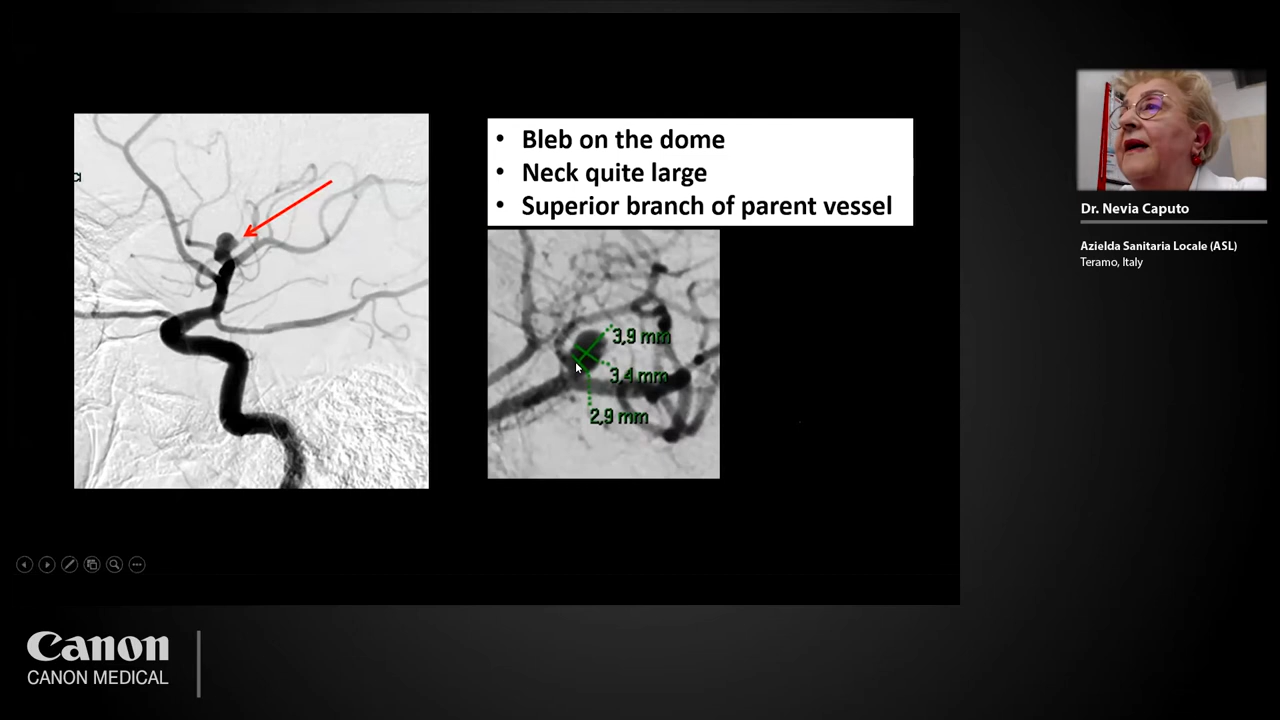 a
• Bleb on the dome
• Neck quite large
• Superior branch of parent vessel
3,9 mm
3,4 mm
2,9 mm
Dr. Nevia Caputo
Azielda Sanitaria Locale (ASL)
Teramo, Italy
Canon
CANON MEDICAL